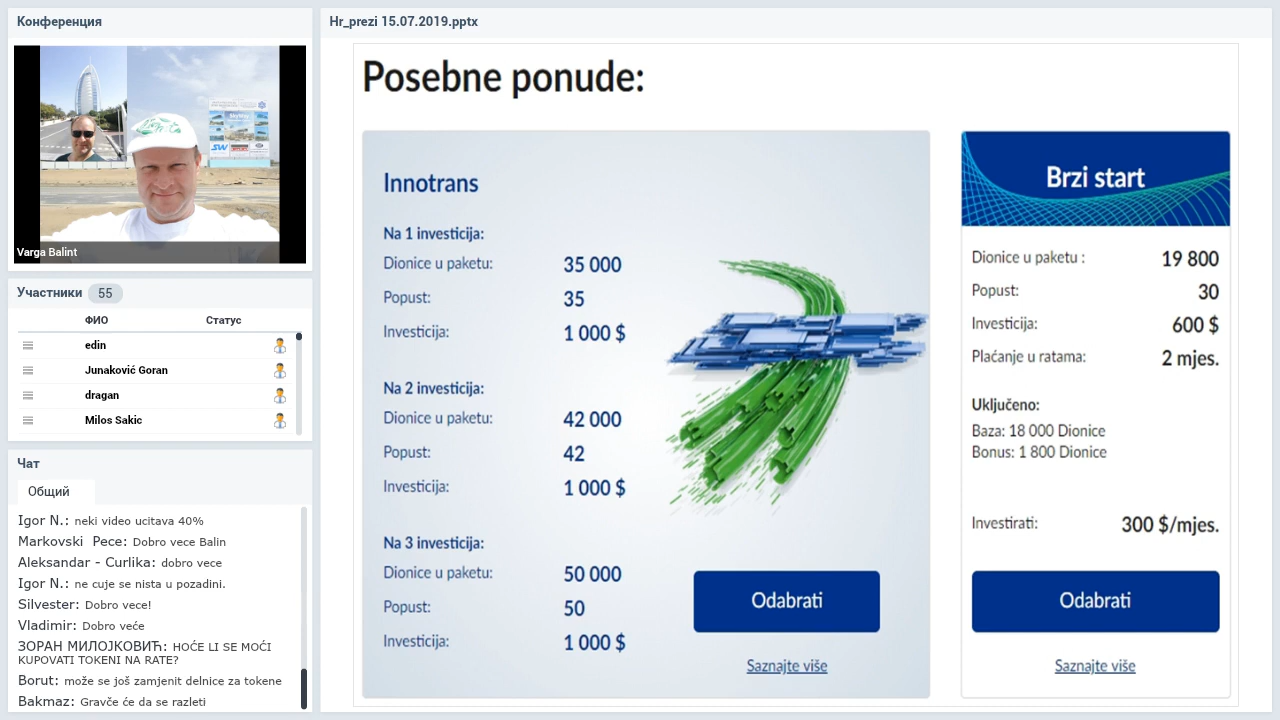 Конференция
SkyWay
SW
Varga Balint
Участники 55
ФИО Статус
edin
Junaković Goran
dragan
Milos Sakic
Чат
Общий
Igor N.: neki video ucitava 40%
Markovski Pece: Dobro vece Balin
Aleksandar - Curlika: dobro vece
Igor N.: ne cuje se nista u pozadini.
Silvester: Dobro vece!
Vladimir: Dobro veće
ЗОРАН МИЛОЈКОВИЋ: HOĆE LI SE MOĆI
KUPOVATI TOKENI NA RATE?
Borut: može se još zamjenit delnice za tokene
Bakmaz: Gravče će da se razleti
Hr_prezi 15.07.2019.pptx
Posebne ponude:
Innotrans
Na 1 investicija:
Dionice u paketu: 35 000
Popust: 35
Investicija: 1 000 $
Na 2 investicija:
Dionice u paketu: 42 000
Popust: 42
Investicija: 1 000 $
Na 3 investicija:
Dionice u paketu: 50 000
Popust: 50
Investicija: 1 000 $
Odabrati
Saznajte više
Brzi start
Dionice u paketu : 19 800
Popust: 30
Investicija: 600 $
Plaćanje u ratama: 2 mjes.
Uključeno:
Baza: 18 000 Dionice
Bonus: 1 800 Dionice
Investirati: 300 $/mjes.
Odabrati
Saznajte više